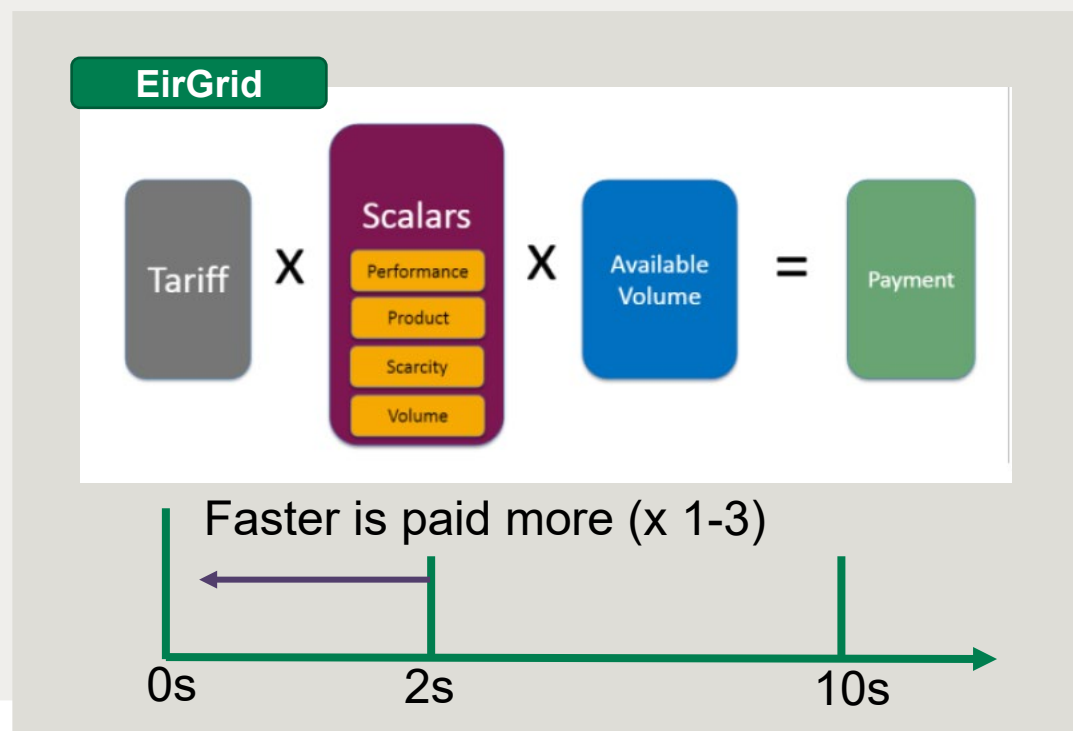 EirGrid
Tariff
X
Scalars
Performance
Product
Scarcity
Volume
X
Available
Volume
=
Payment
Faster is paid more (x 1-3)
0s
2s
10s